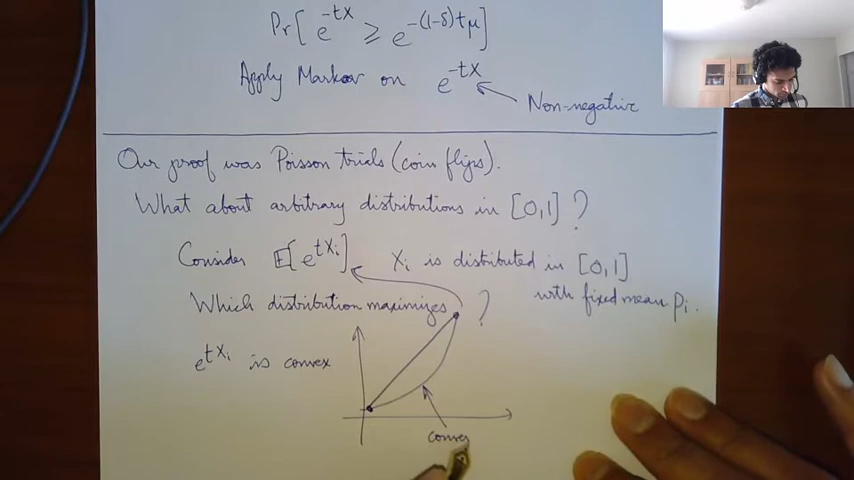 Pr[e^{-tX} ≥ e^{-(1-δ)tμ}]
Apply Markov on e^{-tX}
Non-negative
Our proof was Poisson trials (coin flips).
What about arbitrary distributions in [0,1]?
Consider E[e^{tX_i}] X_i is distributed in [0,1]
with fixed mean p_i.
Which distribution maximizes ?
e^{tX_i} is convex
convex